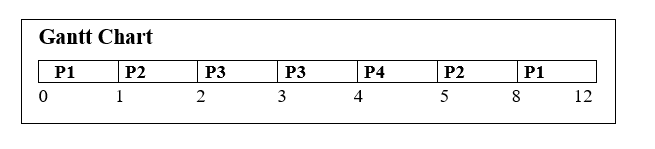 Gantt Chart
P1 P2 P3 P3 P4 P2 P1
0 1 2 3 4 5 8 12